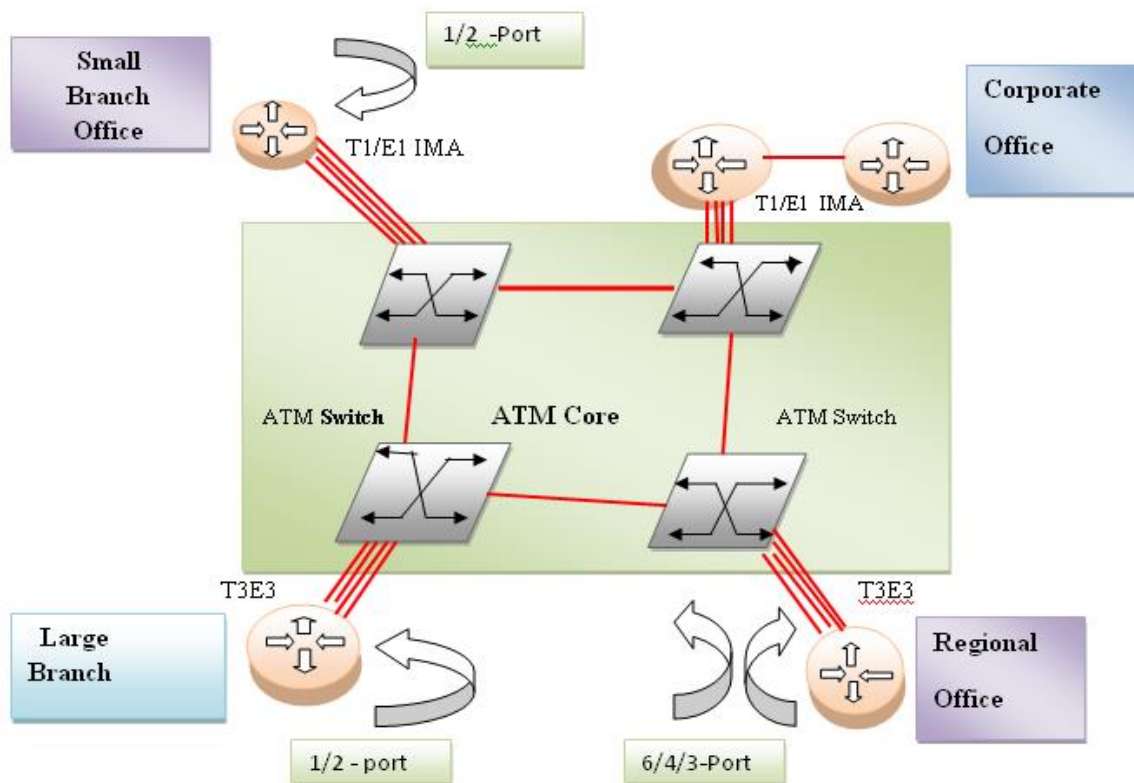 1/2 -Port
Small
Branch
Office
T1/E1 IMA
Corporate
Office
T1/E1 IMA
ATM Switch
ATM Core
ATM Switch
T3E3
T3E3
Large
Branch
Regional
Office
1/2 - port
6/4/3-Port